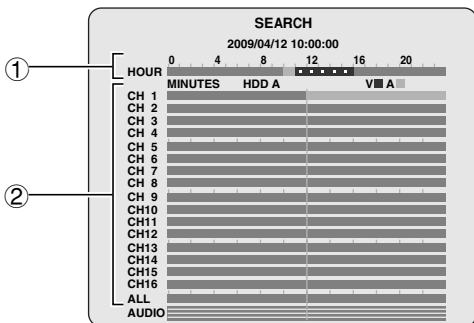 SEARCH
2009/04/12 10:00:00
0 4 8 12 16 20
① HOUR
MINUTES HDD A V A
② CH 1
CH 2
CH 3
CH 4
CH 5
CH 6
CH 7
CH 8
CH 9
CH10
CH11
CH12
CH13
CH14
CH15
CH16
ALL
AUDIO